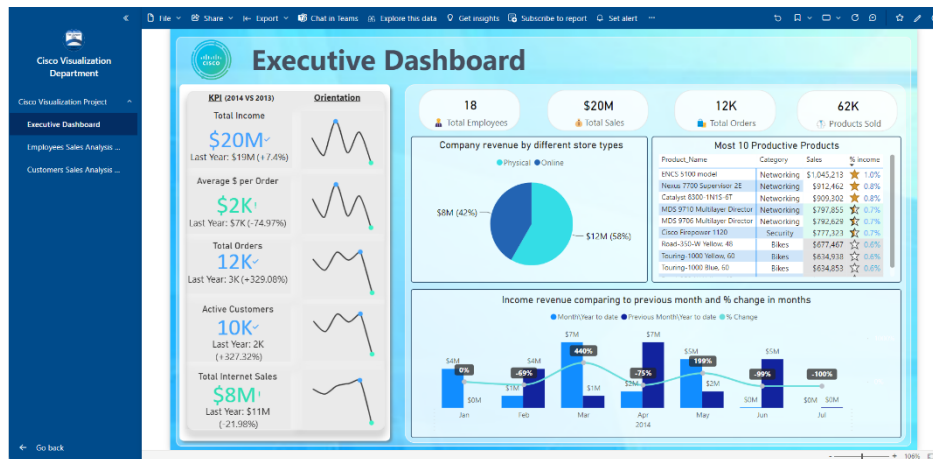 File
Share
Export
Chat in Teams
Explore this data
Get insights
Subscribe to report
Set alert
Cisco Visualization
Department
Cisco Visualization Project
Executive Dashboard
Employees Sales Analysis ...
Customers Sales Analysis ...
Go back
CISCO
Executive Dashboard
KPI (2014 VS 2013)
Orientation
Total Income
$20M
Last Year: $19M (+7.4%)
Average $ per Order
$2K
Last Year: $7K (-74.97%)
Total Orders
12K
Last Year: 3K (+329.08%)
Active Customers
10K
Last Year: 2K
(+327.32%)
Total Internet Sales
$8M
Last Year: $11M
(-21.98%)
18
Total Employees
$20M
Total Sales
12K
Total Orders
62K
Products Sold
Company revenue by different store types
Physical Online
$8M (42%)
$12M (58%)
Most 10 Productive Products
Product_Name Category Sales % income
ENCS 5100 model Networking $1,045,213 1.0%
Nexus 7700 Supervisor 2E Networking $912,462 0.8%
Catalyst 8300-1N1S-6T Networking $909,302 0.8%
MDS 9710 Multilayer Director Networking $797,855 0.7%
MDS 9706 Multilayer Director Networking $792,629 0.7%
Cisco Firepower 1120 Security $777,323 0.7%
Road-350-W Yellow, 48 Bikes $677,467 0.6%
Touring-1000 Yellow, 60 Bikes $634,938 0.6%
Touring-1000 Blue, 60 Bikes $634,853 0.6%
Income revenue comparing to previous month and % change in months
Month\Year to date Previous Month\Year to date % Change
$4M 0% $0M
$1M -69% $4M
$7M 440% $1M
$2M -75% $7M
$5M 199% $2M
$0M -99% $5M
-100% $0M $0M
Jan Feb Mar Apr May Jun Jul
2014
106%